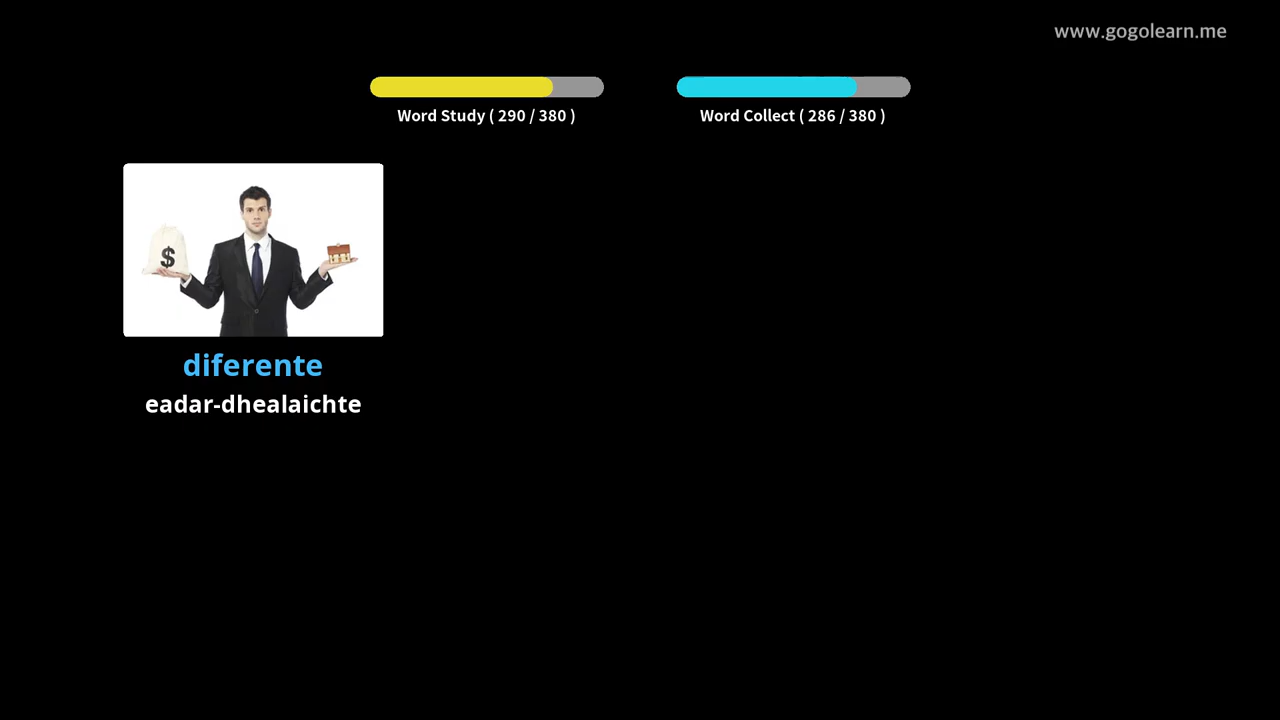 www.gogolearn.me
Word Study ( 290 / 380 )
Word Collect ( 286 / 380 )
$
diferente
eadar-dhealaichte